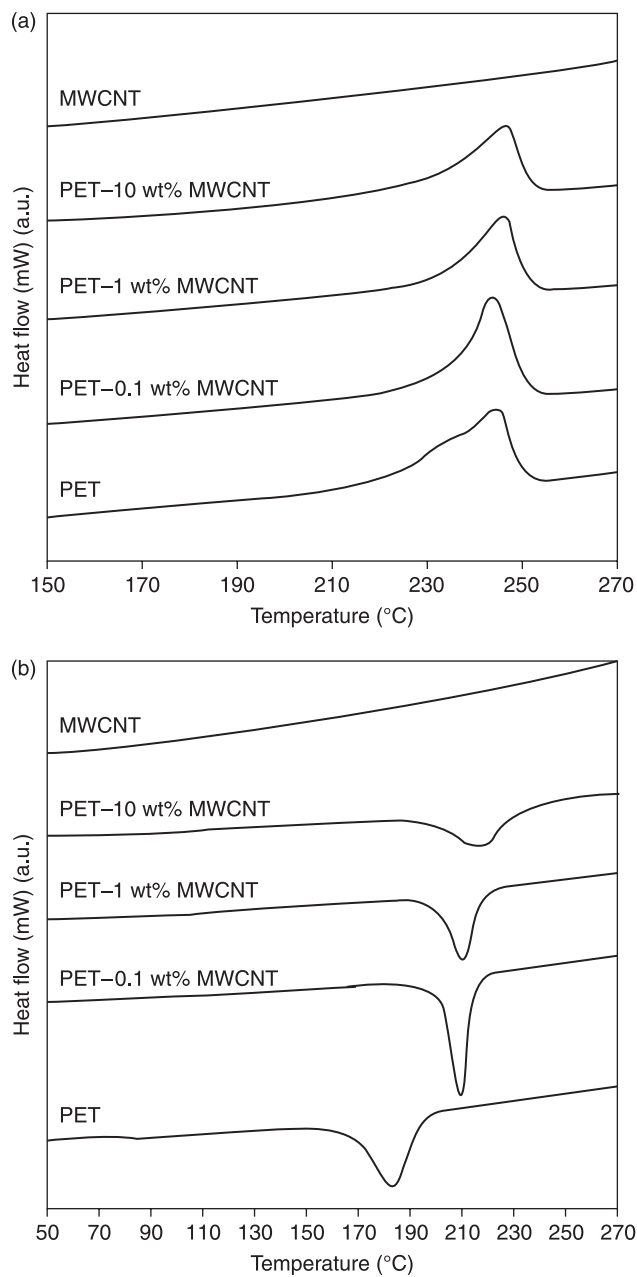 (a)
MWCNT
PET–10 wt% MWCNT
PET–1 wt% MWCNT
PET–0.1 wt% MWCNT
PET
Heat flow (mW) (a.u.)
150 170 190 210 230 250 270
Temperature (°C)
(b)
MWCNT
PET–10 wt% MWCNT
PET–1 wt% MWCNT
PET–0.1 wt% MWCNT
PET
Heat flow (mW) (a.u.)
50 70 90 110 130 150 170 190 210 230 250 270
Temperature (°C)